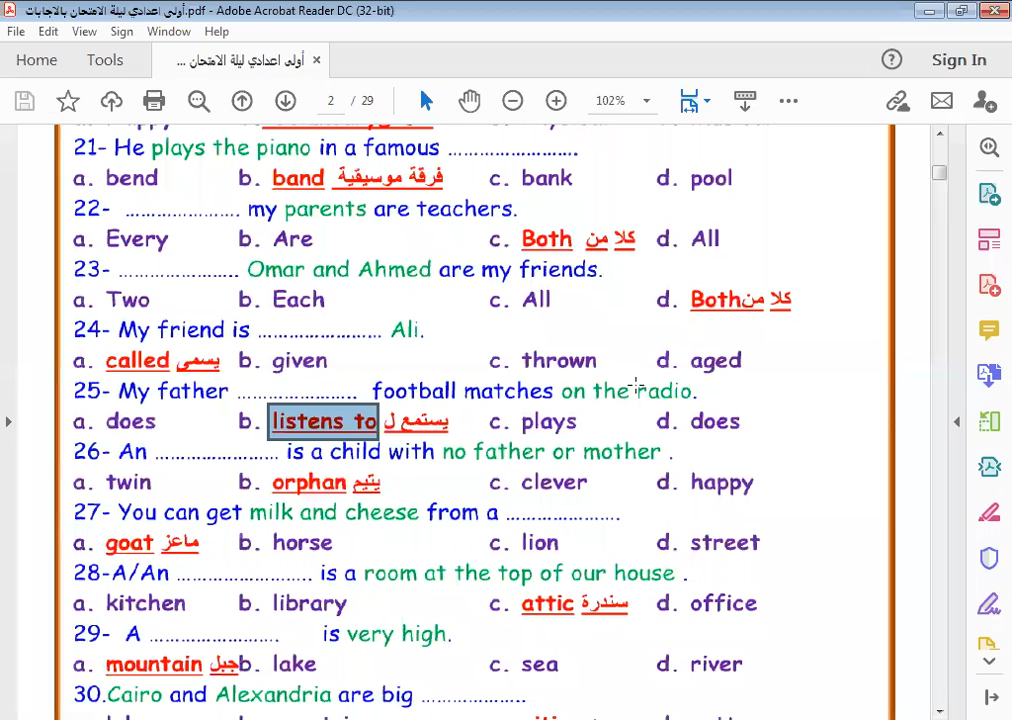 أولى اعدادي ليلة الامتحان بالاجابات.pdf - Adobe Acrobat Reader DC (32-bit)
File Edit View Sign Window Help
Home Tools أولى اعدادي ليلة الامتحان ... × Sign In
2 / 29 102%
21- He plays the piano in a famous …………………….
a. bend b. band فرقة موسيقية c. bank d. pool
22- …………………. my parents are teachers.
a. Every b. Are c. Both كلا من d. All
23- ………………….. Omar and Ahmed are my friends.
a. Two b. Each c. All d. Both كلا من
24- My friend is ………………….. Ali.
a. called يسمى b. given c. thrown d. aged
25- My father ………………….. football matches on the radio.
a. does b. listens to يستمع ل c. plays d. does
26- An …………………… is a child with no father or mother .
a. twin b. orphan يتيم c. clever d. happy
27- You can get milk and cheese from a ………………….
a. goat ماعز b. horse c. lion d. street
28-A/An …………………….. is a room at the top of our house .
a. kitchen b. library c. attic سندرة d. office
29- A ……………………. is very high.
a. mountain جبل b. lake c. sea d. river
30.Cairo and Alexandria are big ………………..